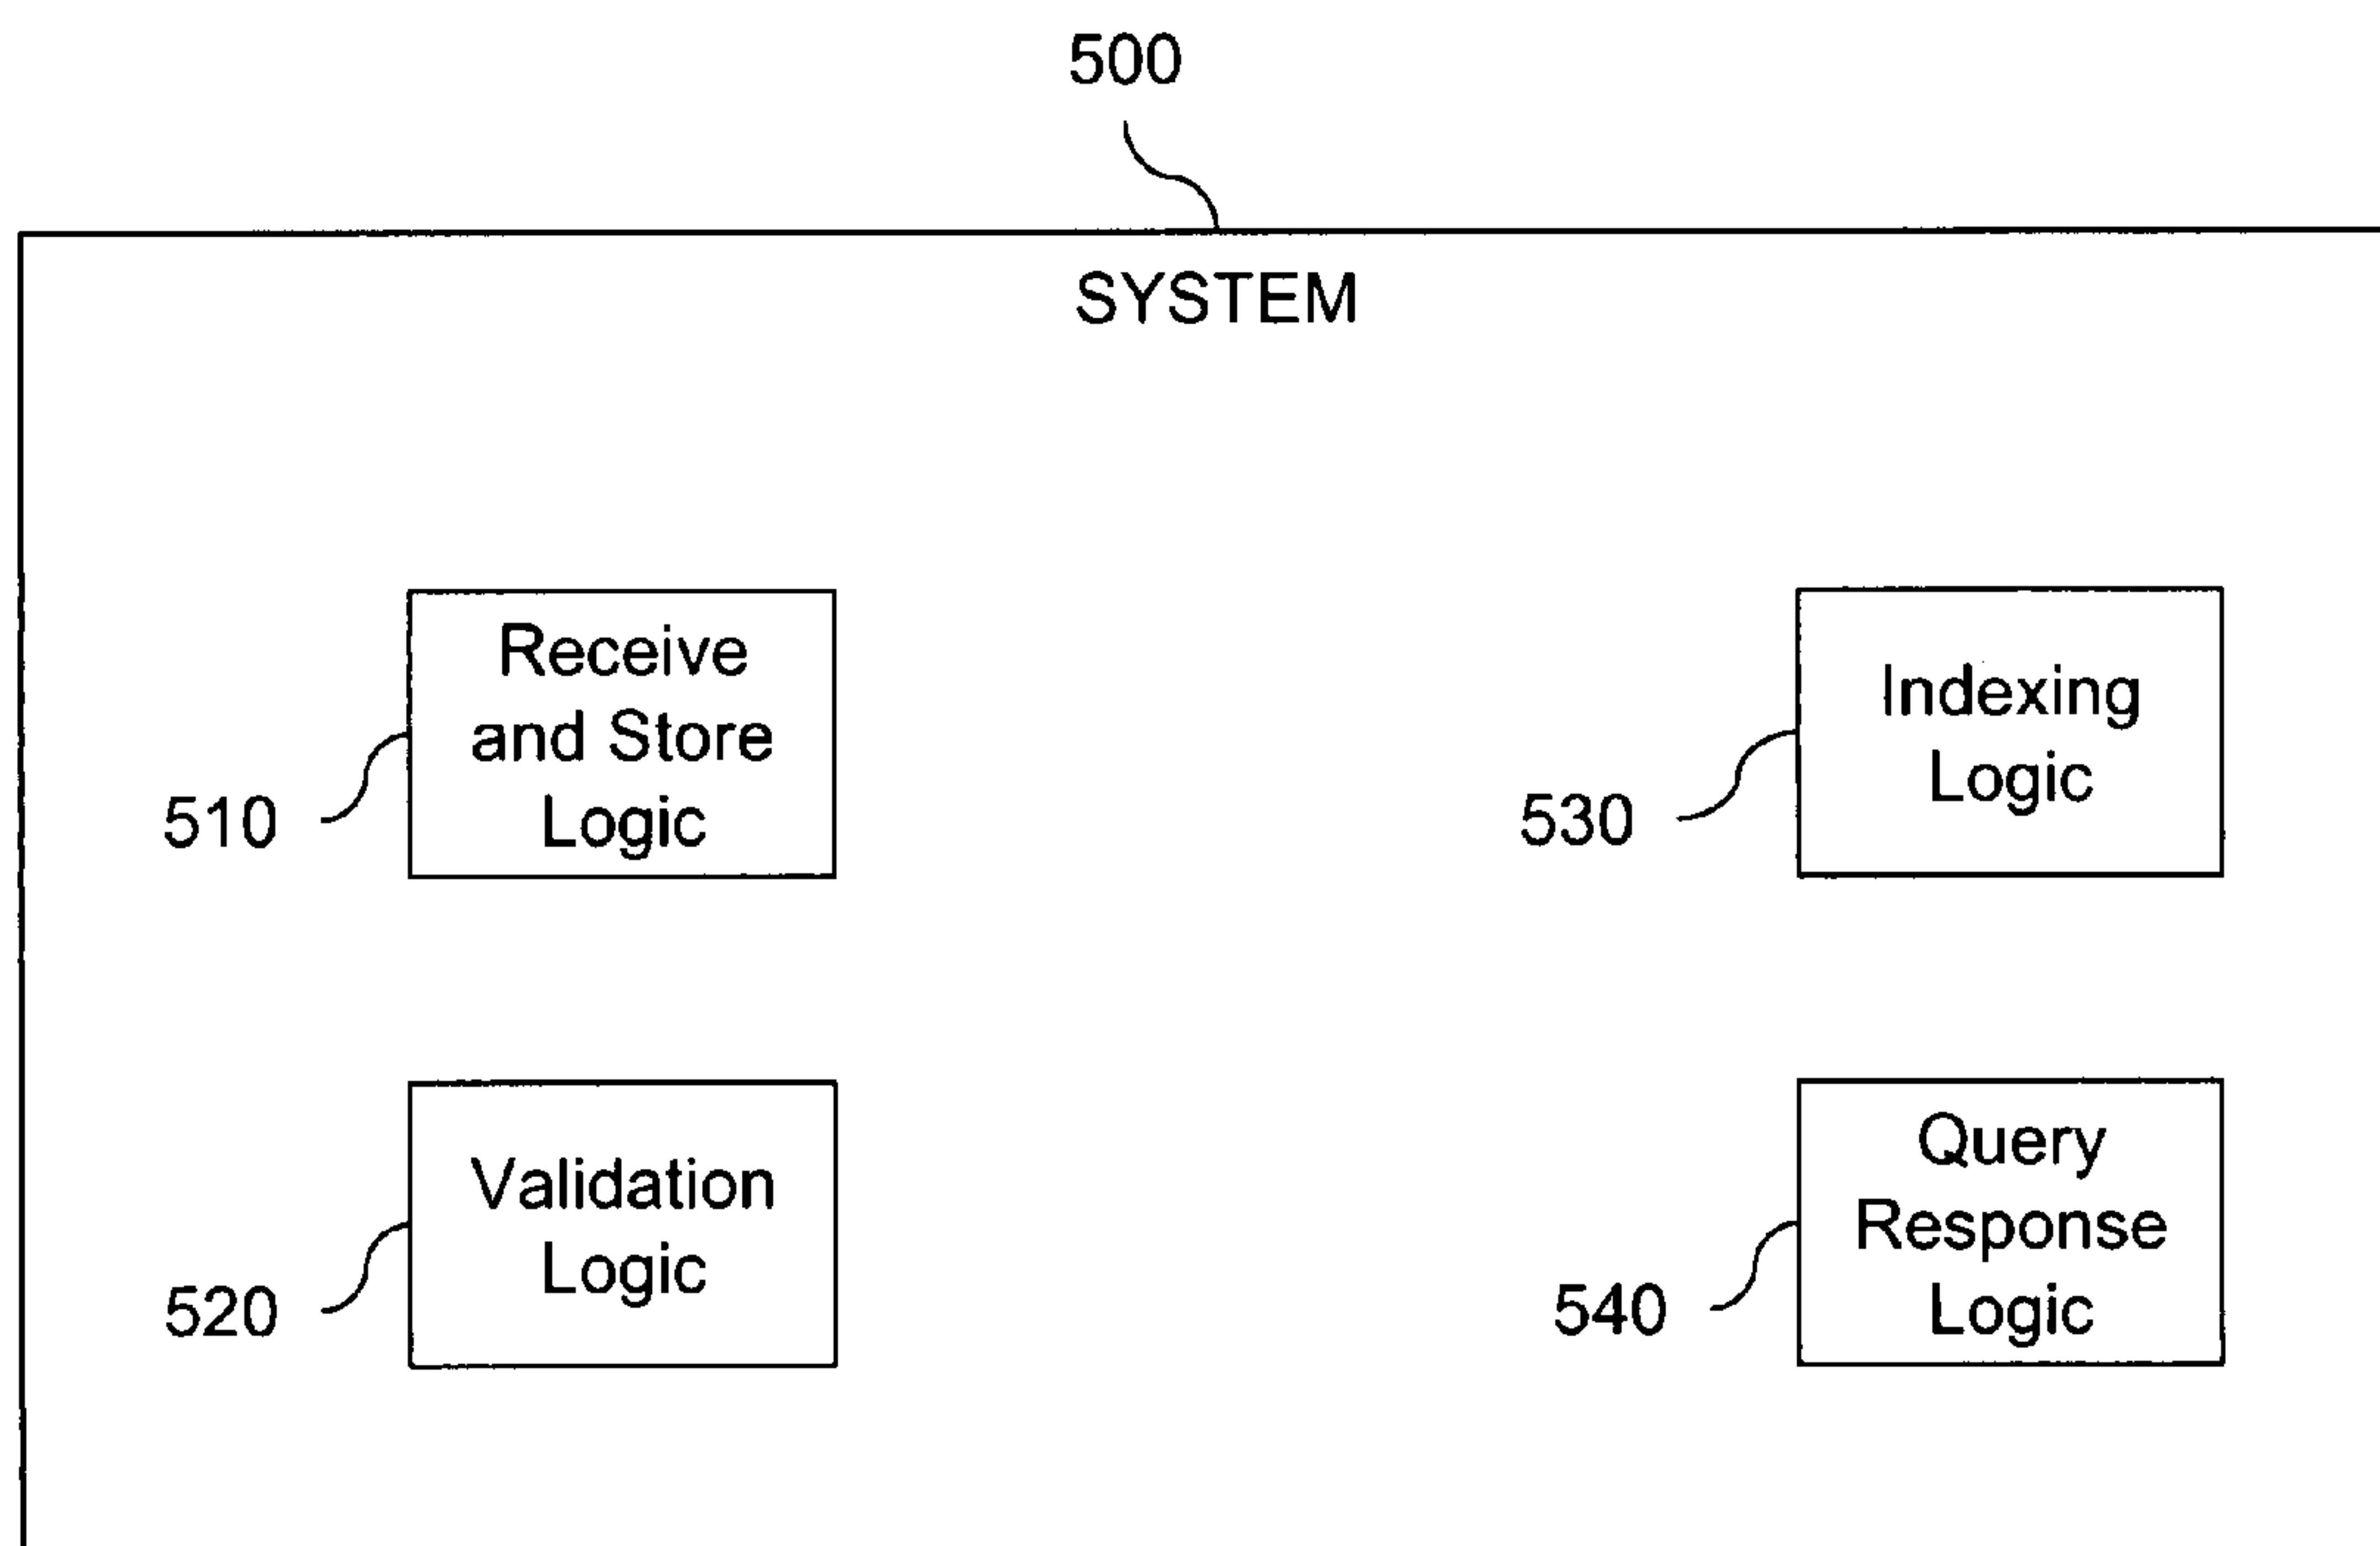 500
SYSTEM
Receive
and Store
Logic
510
Indexing
Logic
530
Validation
Logic
520
Query
Response
Logic
540